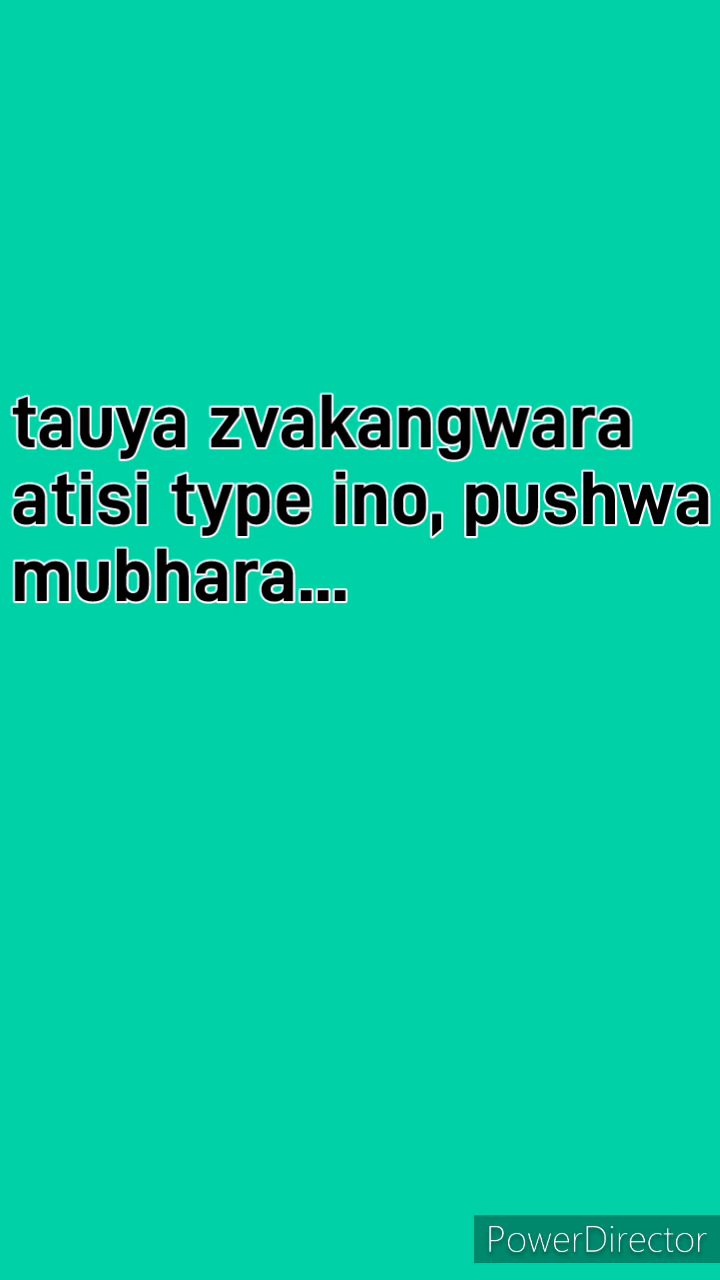 tauya zvakangwara
atisi type ino, pushwa
mubhara...
PowerDirector